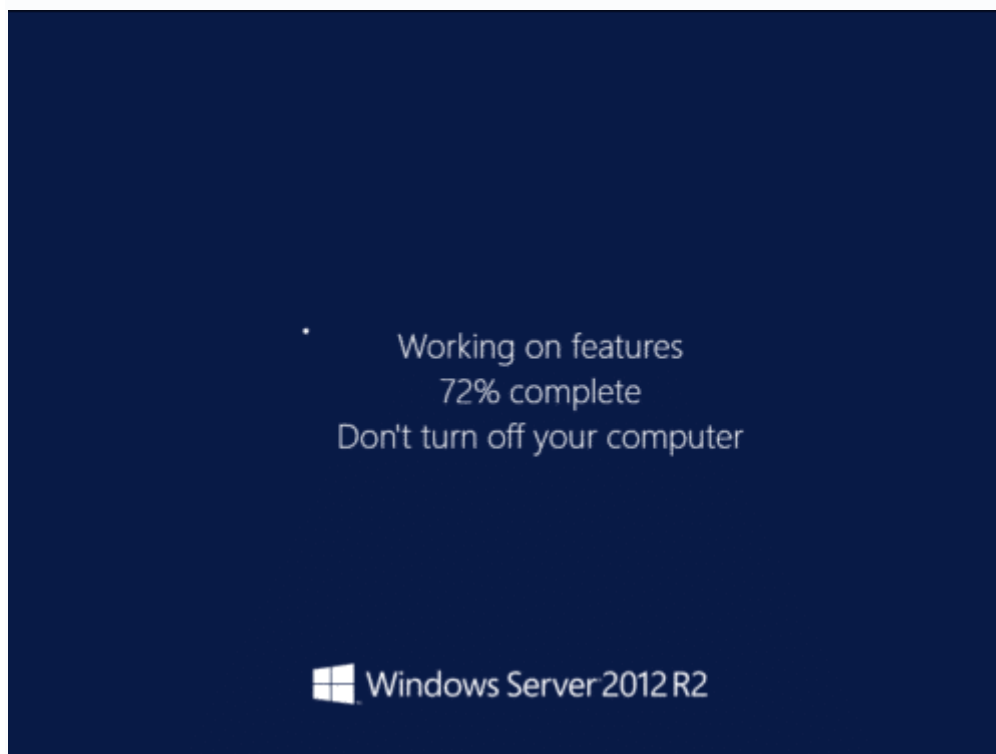 Working on features
72% complete
Don't turn off your computer
Windows Server 2012 R2